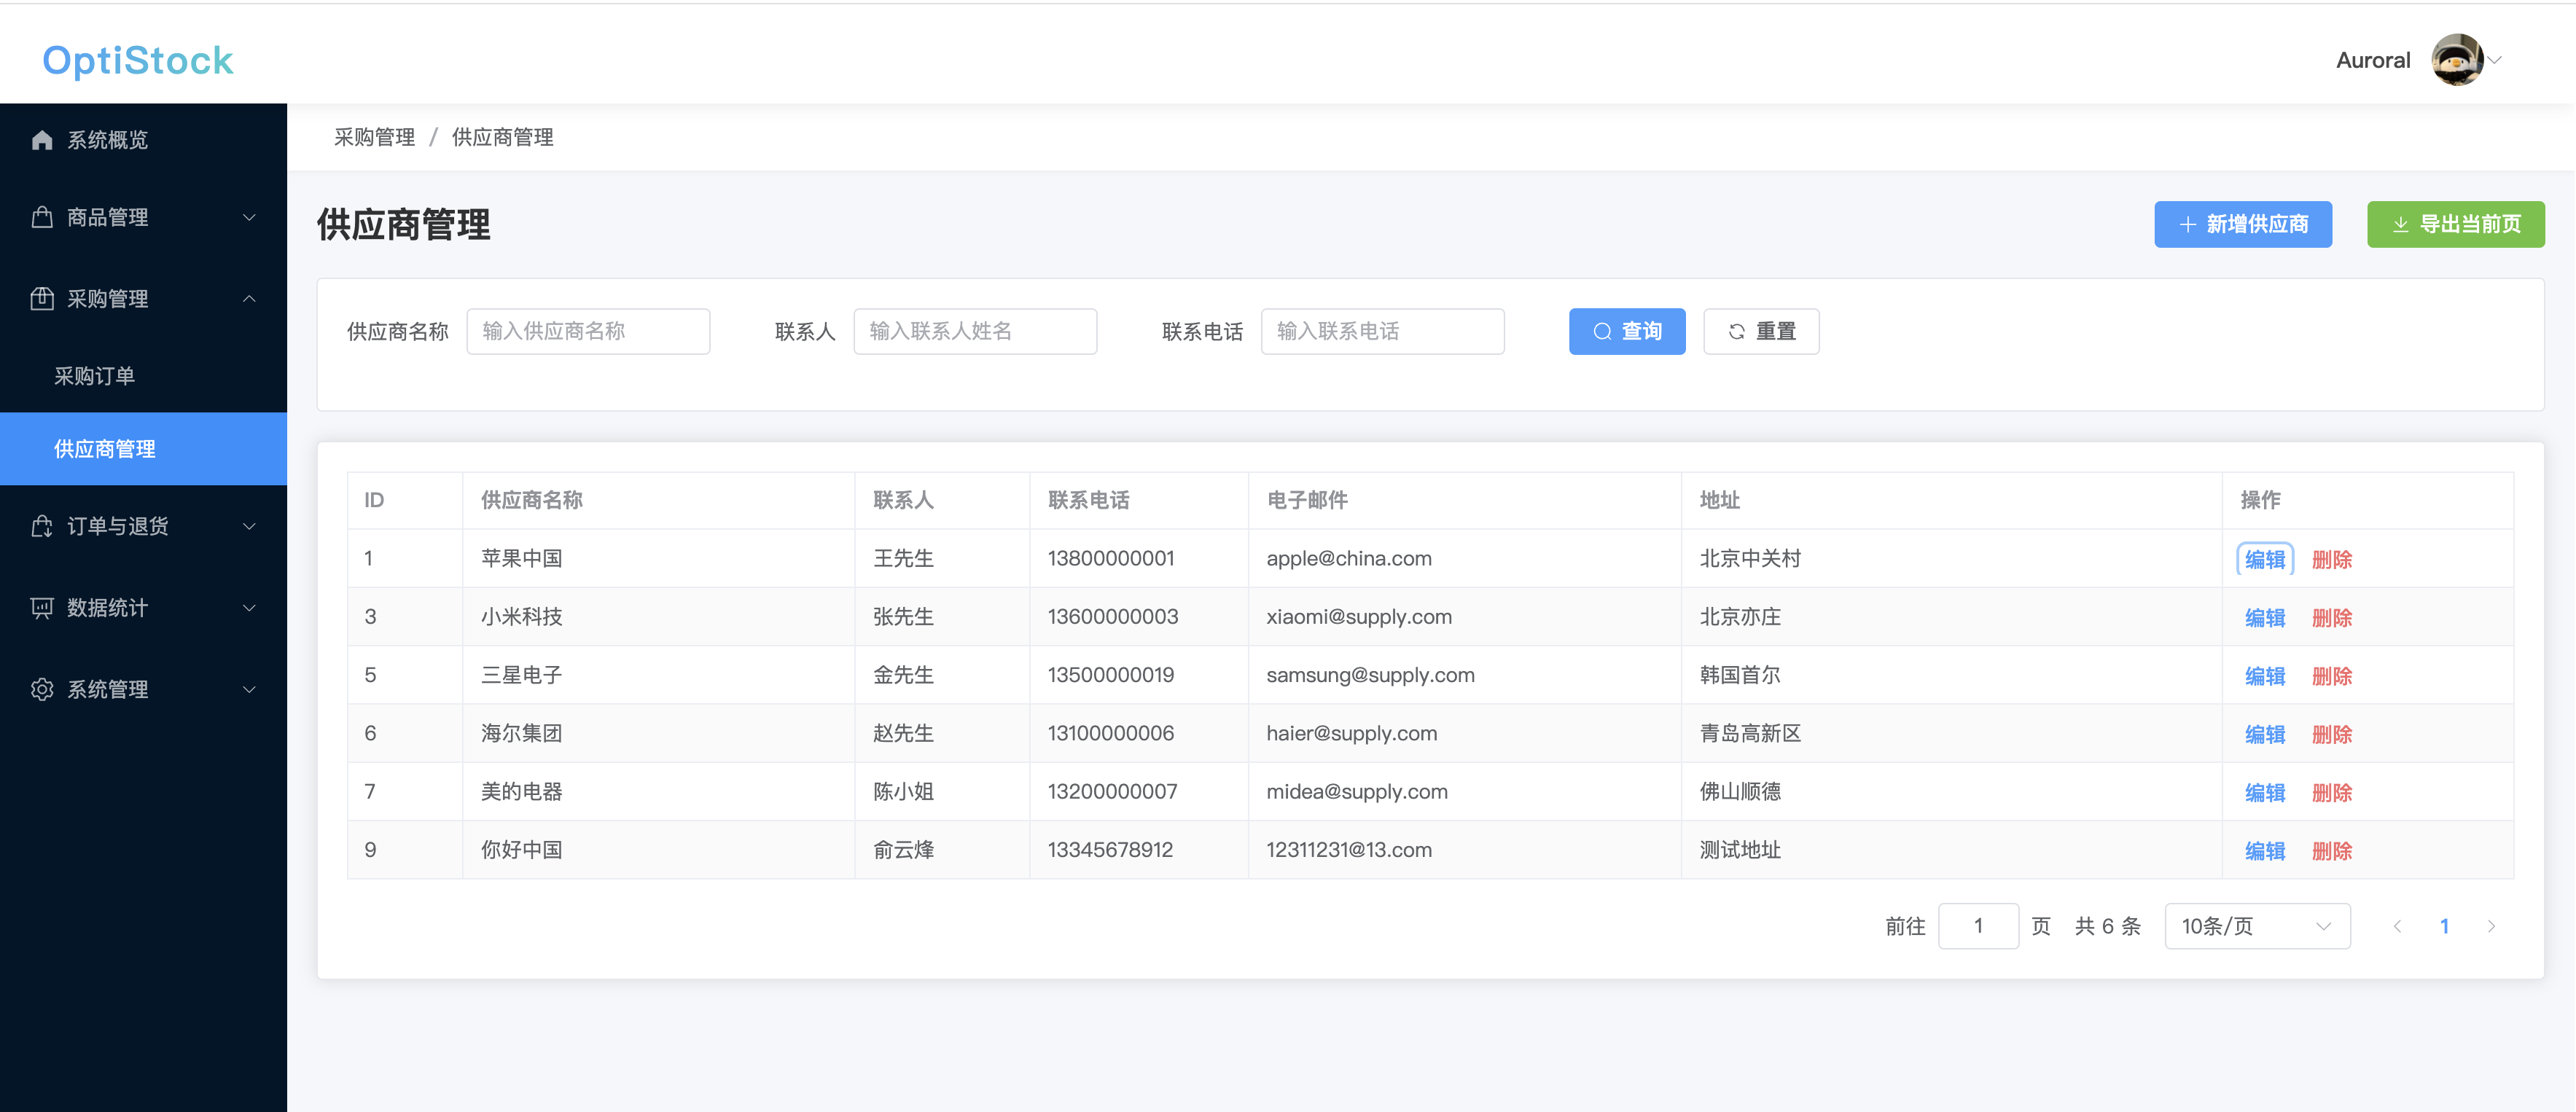 OptiStock
Auroral
系统概览
商品管理
采购管理
采购订单
供应商管理
订单与退货
数据统计
系统管理
采购管理 / 供应商管理
供应商管理
新增供应商
导出当前页
供应商名称 输入供应商名称 联系人 输入联系人姓名 联系电话 输入联系电话 查询 重置
ID 供应商名称 联系人 联系电话 电子邮件 地址 操作
1 苹果中国 王先生 13800000001 apple@china.com 北京中关村 编辑 删除
3 小米科技 张先生 13600000003 xiaomi@supply.com 北京亦庄 编辑 删除
5 三星电子 金先生 13500000019 samsung@supply.com 韩国首尔 编辑 删除
6 海尔集团 赵先生 13100000006 haier@supply.com 青岛高新区 编辑 删除
7 美的电器 陈小姐 13200000007 midea@supply.com 佛山顺德 编辑 删除
9 你好中国 俞云烽 13345678912 12311231@13.com 测试地址 编辑 删除
前往 1 页 共 6 条 10条/页 1